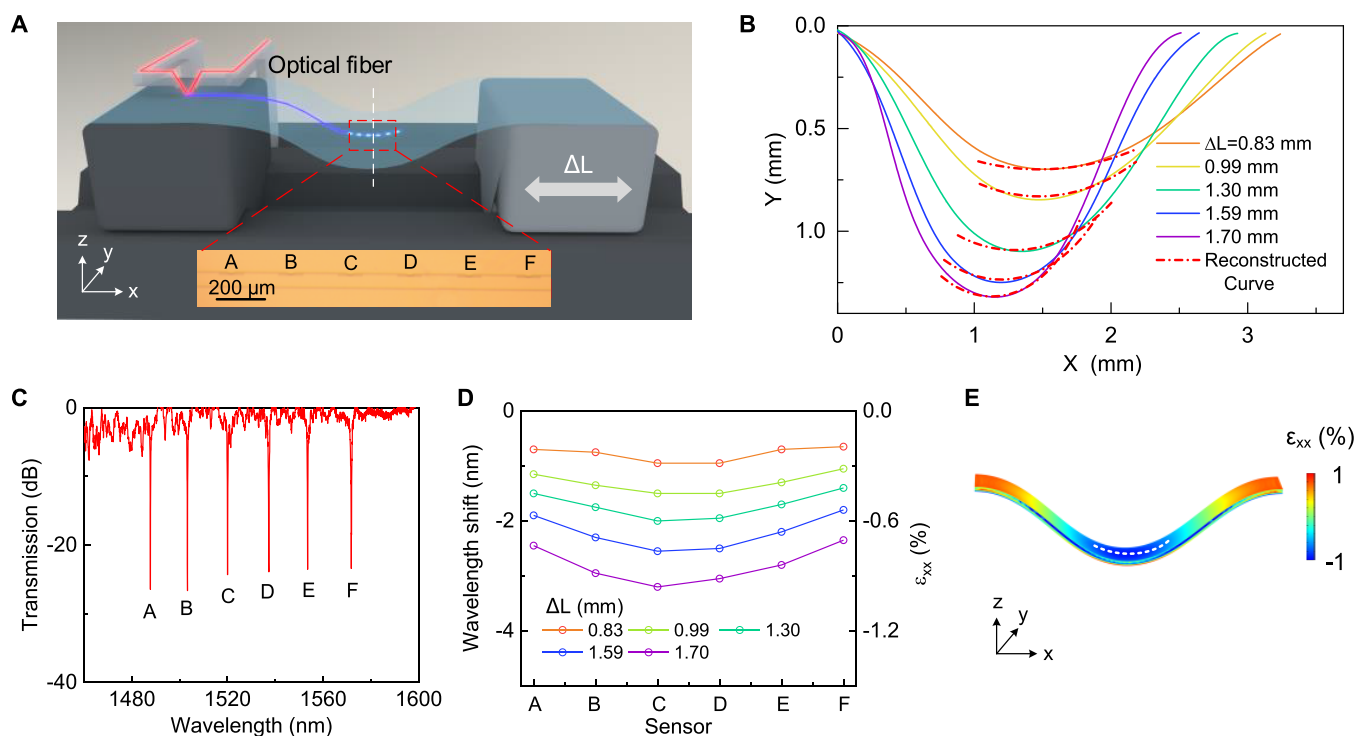 A
Optical fiber
ΔL
z
y
x
A B C D E F
200 μm
B
0.0
0.5
1.0
Y (mm)
0 1 2 3
X (mm)
ΔL=0.83 mm
0.99 mm
1.30 mm
1.59 mm
1.70 mm
Reconstructed
Curve
C
0
-20
-40
Transmission (dB)
A B C D E F
1480 1520 1560 1600
Wavelength (nm)
D
0
-2
-4
Wavelength shift (nm)
0.0
-0.6
-1.2
εxx (%)
ΔL (mm)
0.83 0.99 1.30
1.59 1.70
A B C D E F
Sensor
E
εxx (%)
1
-1
z
y
x